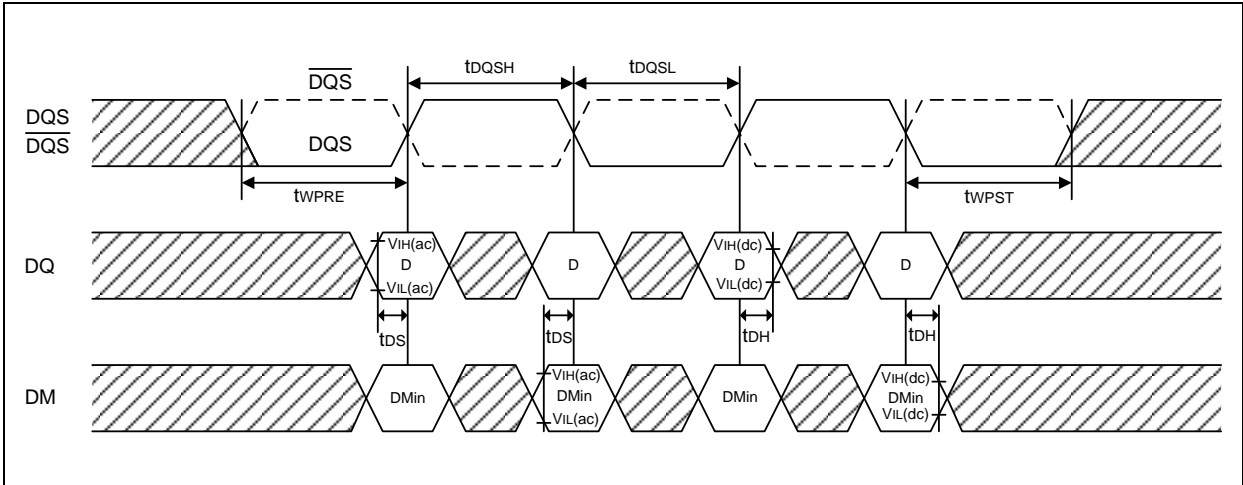 DQS
tDQSH
tDQSL
DQS
DQS
DQS
tWPRE
tWPST
DQ
VIH(ac)
D
VIL(ac)
D
VIH(dc)
D
VIL(dc)
D
tDS
tDS
tDH
tDH
DM
DMin
VIH(ac)
DMin
VIL(ac)
DMin
VIH(dc)
DMin
VIL(dc)